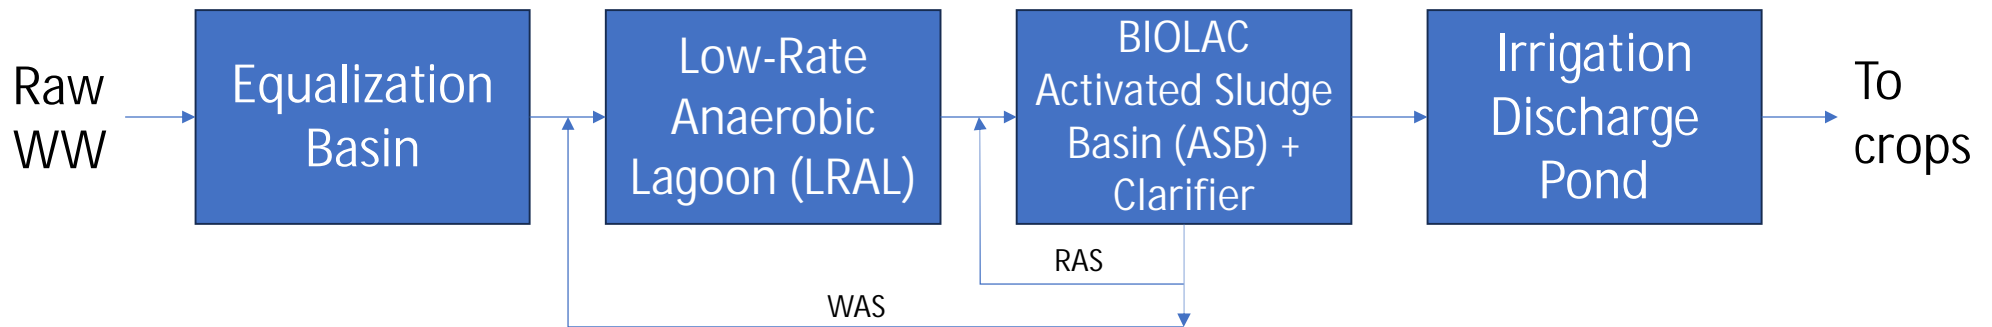 Raw
WW
Equalization
Basin
Low-Rate
Anaerobic
Lagoon (LRAL)
BIOLAC
Activated Sludge
Basin (ASB) +
Clarifier
Irrigation
Discharge
Pond
To
crops
RAS
WAS